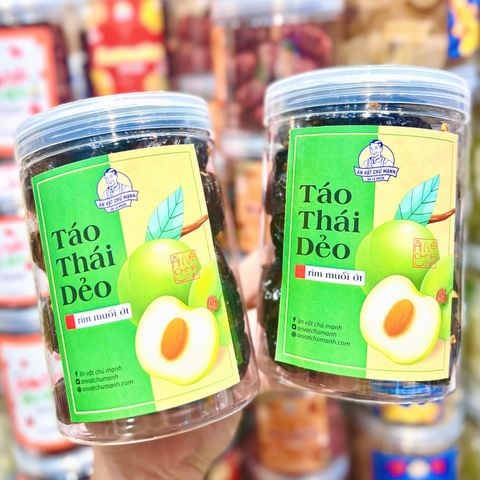 ĂN VẶT CHÚ MẠNH
Táo
Thái
Dẻo
rim muối ớt
ăn vặt chú mạnh
anvatchumanh
anvatchumanh.com
ĂN VẶT CHÚ MẠNH
Táo
Thái
Dẻo
rim muối ớt
ăn vặt chú mạnh
anvatchumanh
anvatchumanh.com